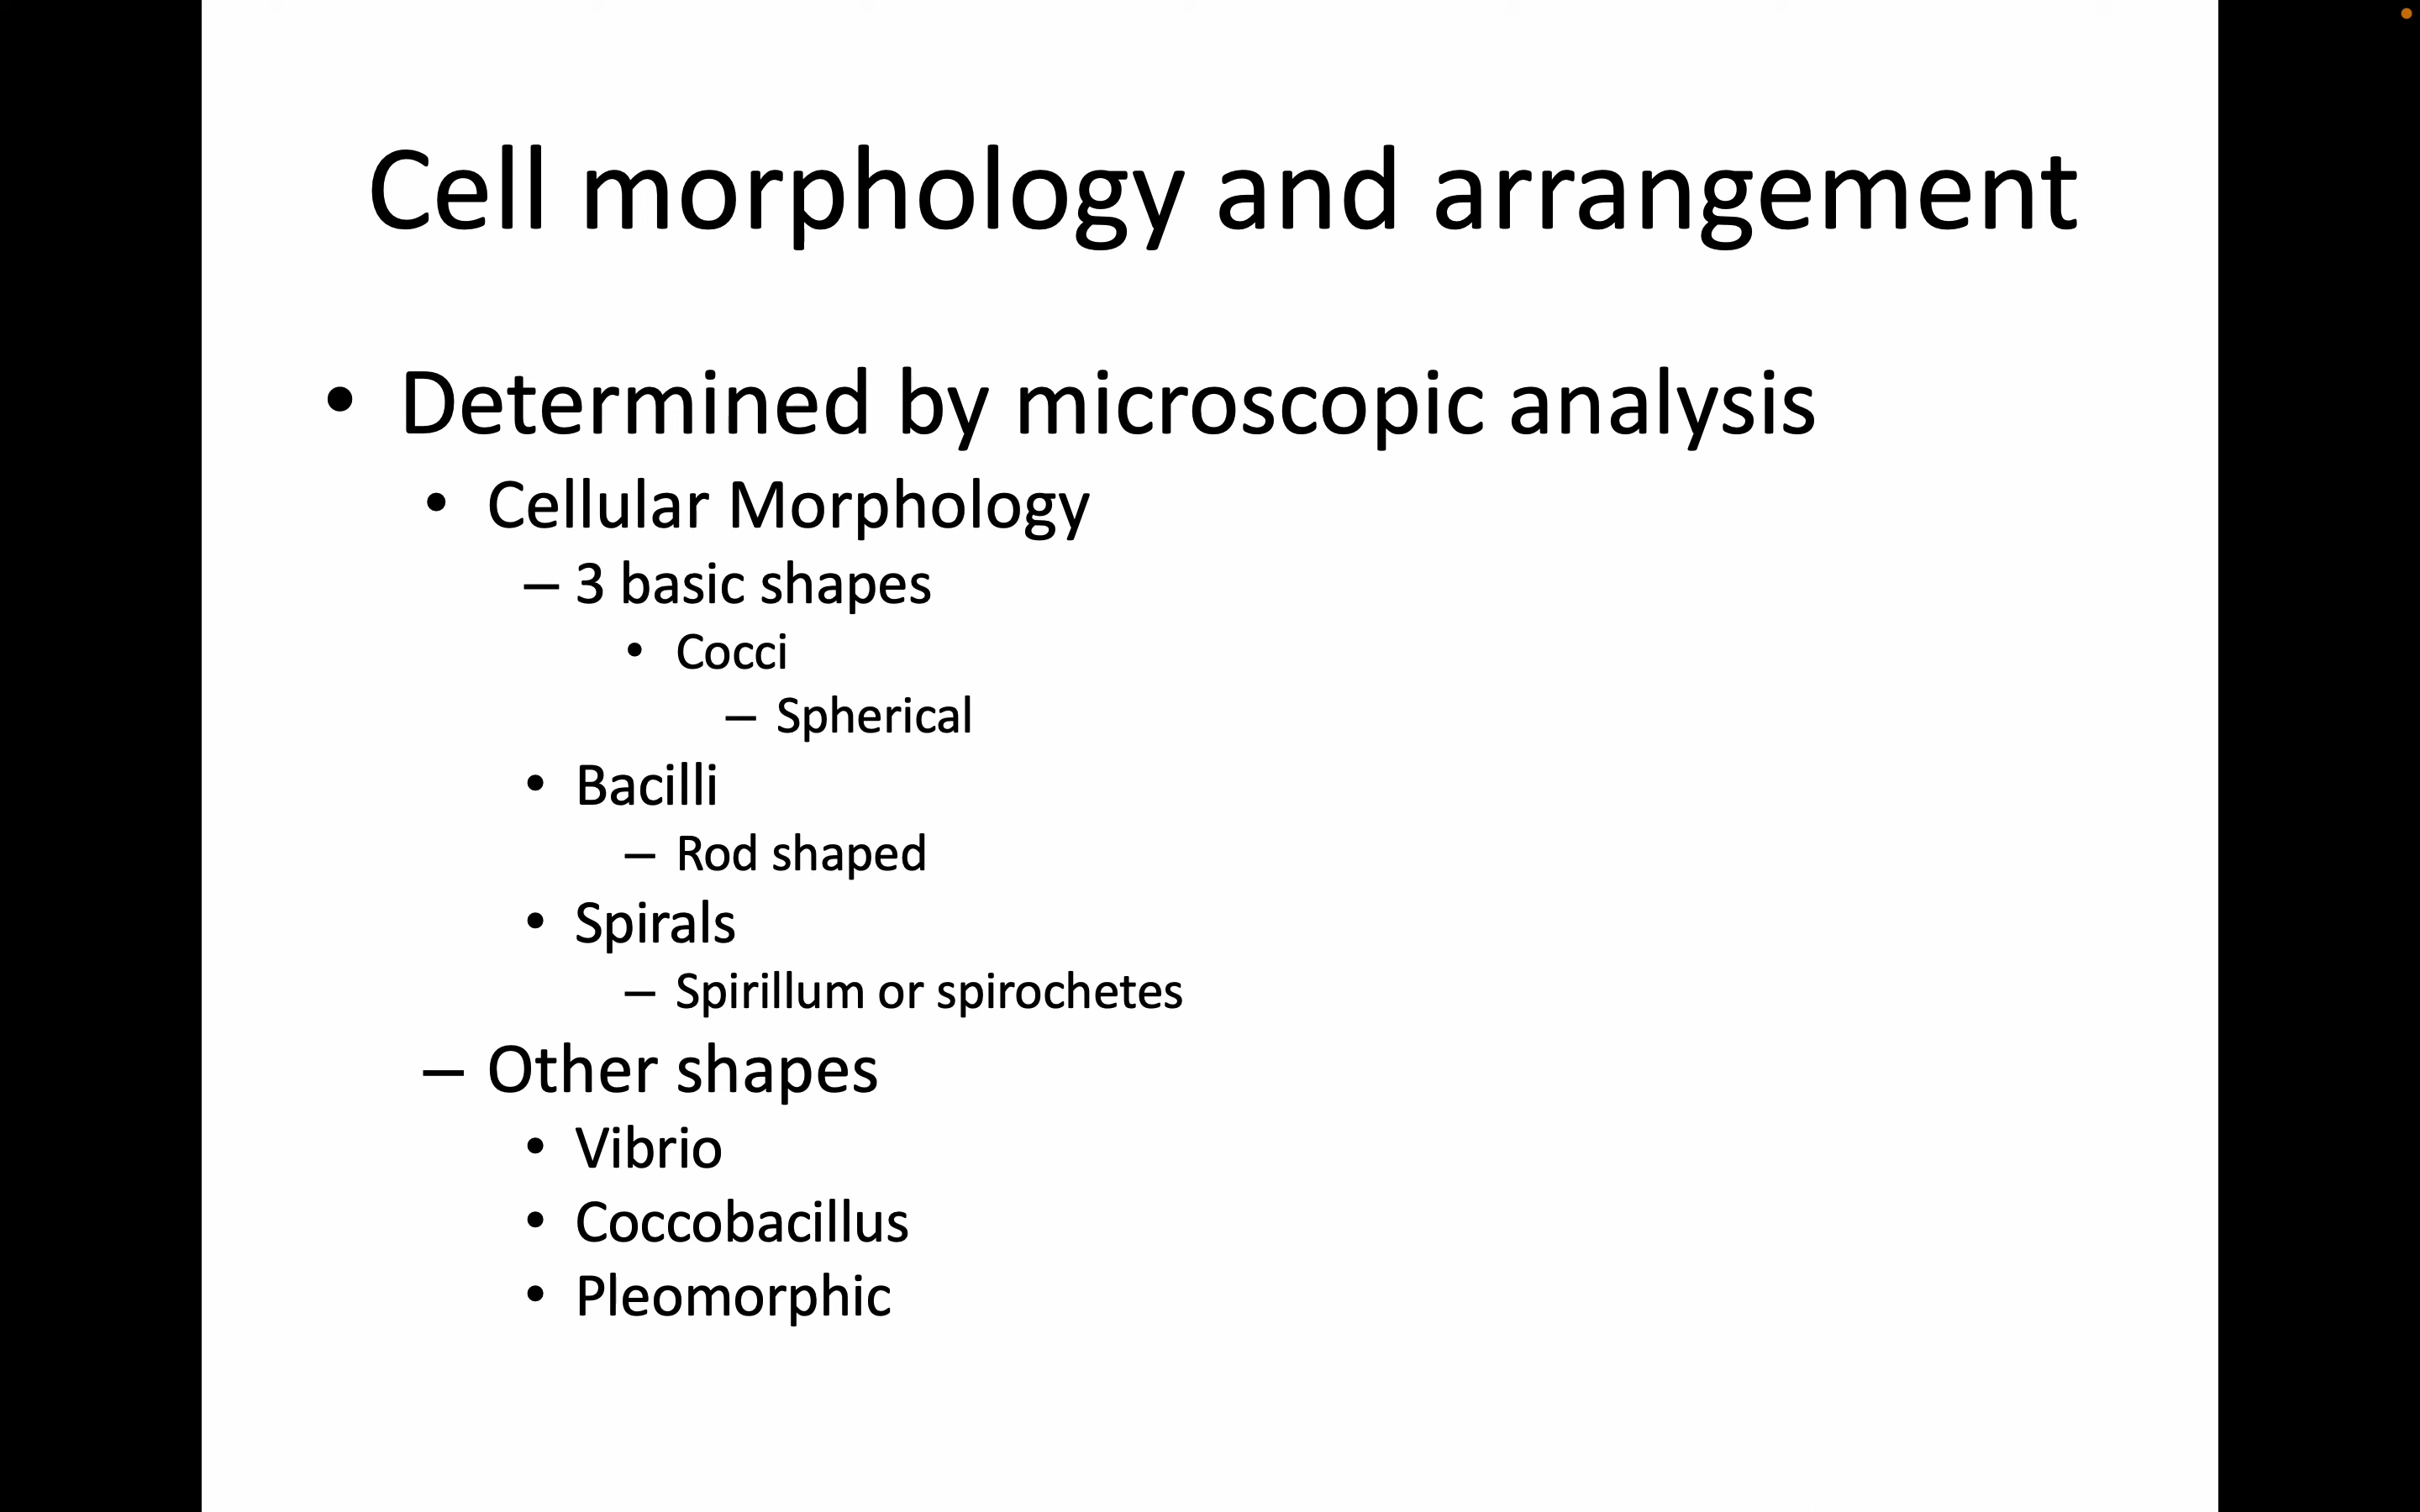 Cell morphology and arrangement
• Determined by microscopic analysis
• Cellular Morphology
– 3 basic shapes
• Cocci
– Spherical
• Bacilli
– Rod shaped
• Spirals
– Spirillum or spirochetes
– Other shapes
• Vibrio
• Coccobacillus
• Pleomorphic